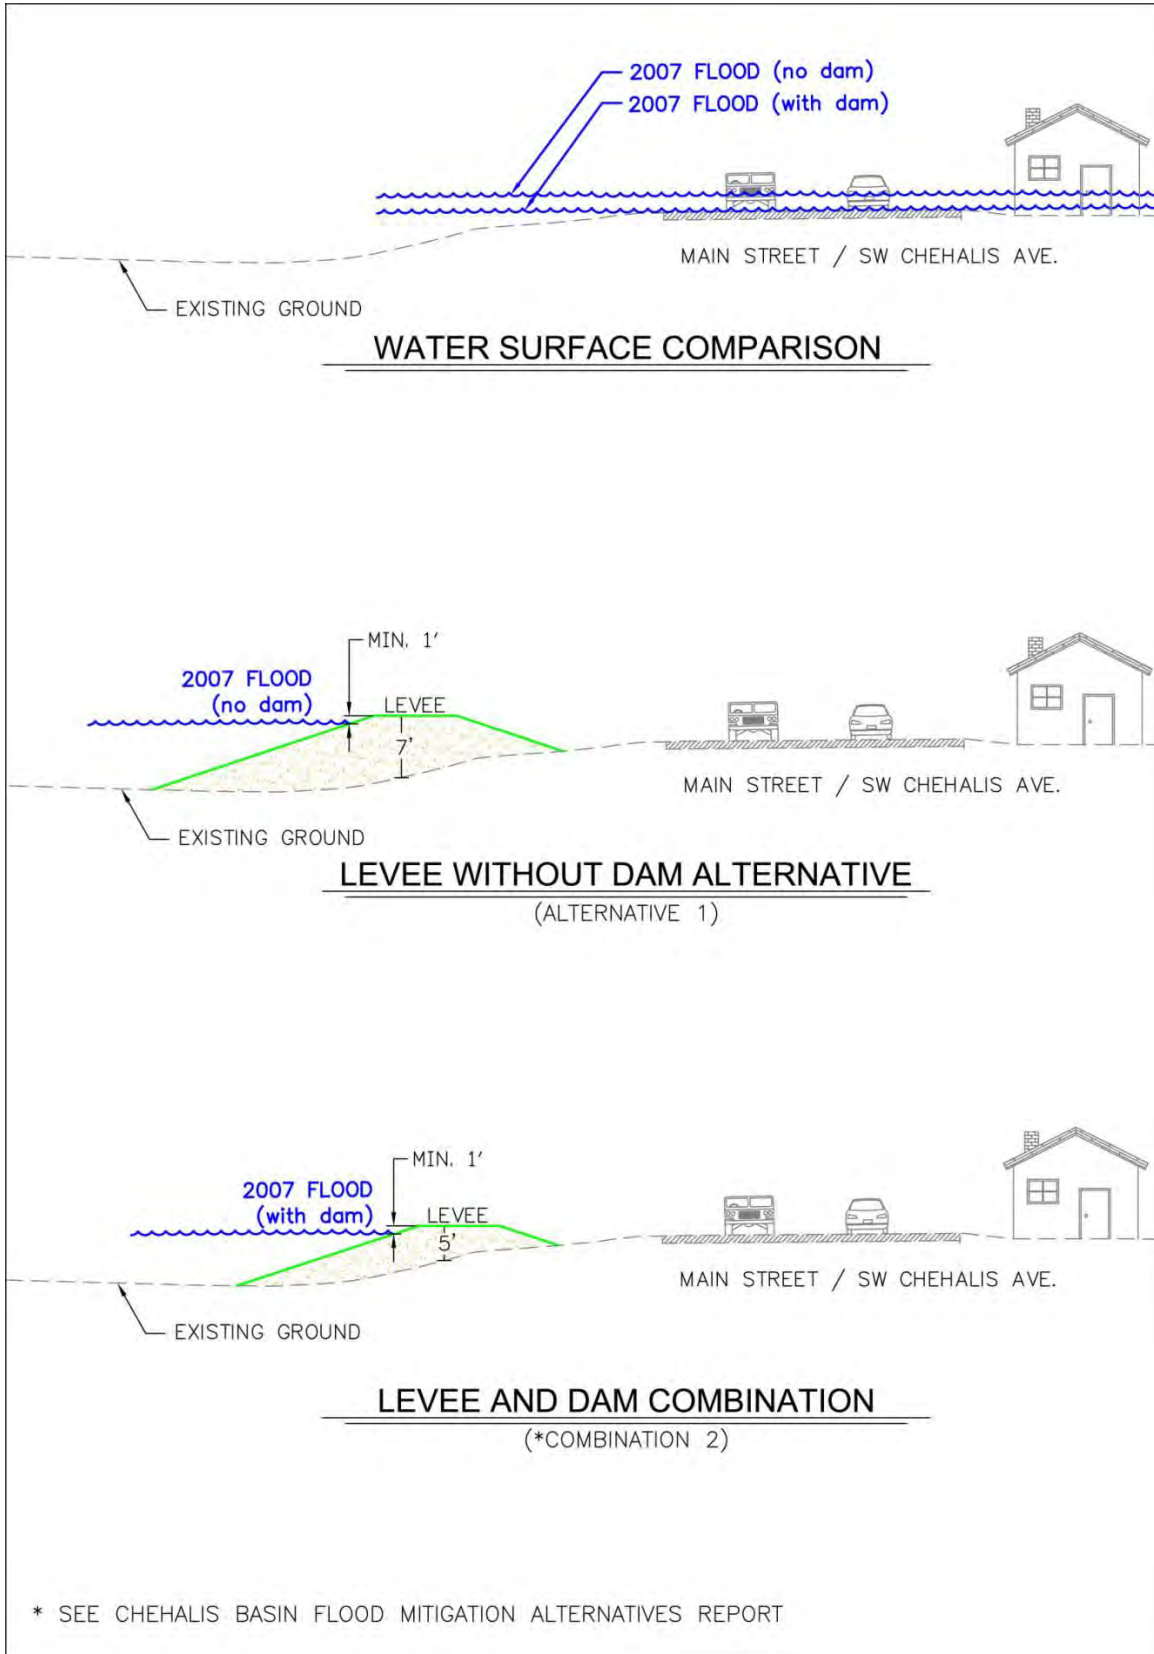 2007 FLOOD (no dam)
2007 FLOOD (with dam)
MAIN STREET / SW CHEHALIS AVE.
EXISTING GROUND
WATER SURFACE COMPARISON
MIN. 1'
2007 FLOOD
(no dam)
LEVEE
7'
MAIN STREET / SW CHEHALIS AVE.
EXISTING GROUND
LEVEE WITHOUT DAM ALTERNATIVE
(ALTERNATIVE 1)
MIN. 1'
2007 FLOOD
(with dam)
LEVEE
5'
MAIN STREET / SW CHEHALIS AVE.
EXISTING GROUND
LEVEE AND DAM COMBINATION
(*COMBINATION 2)
* SEE CHEHALIS BASIN FLOOD MITIGATION ALTERNATIVES REPORT